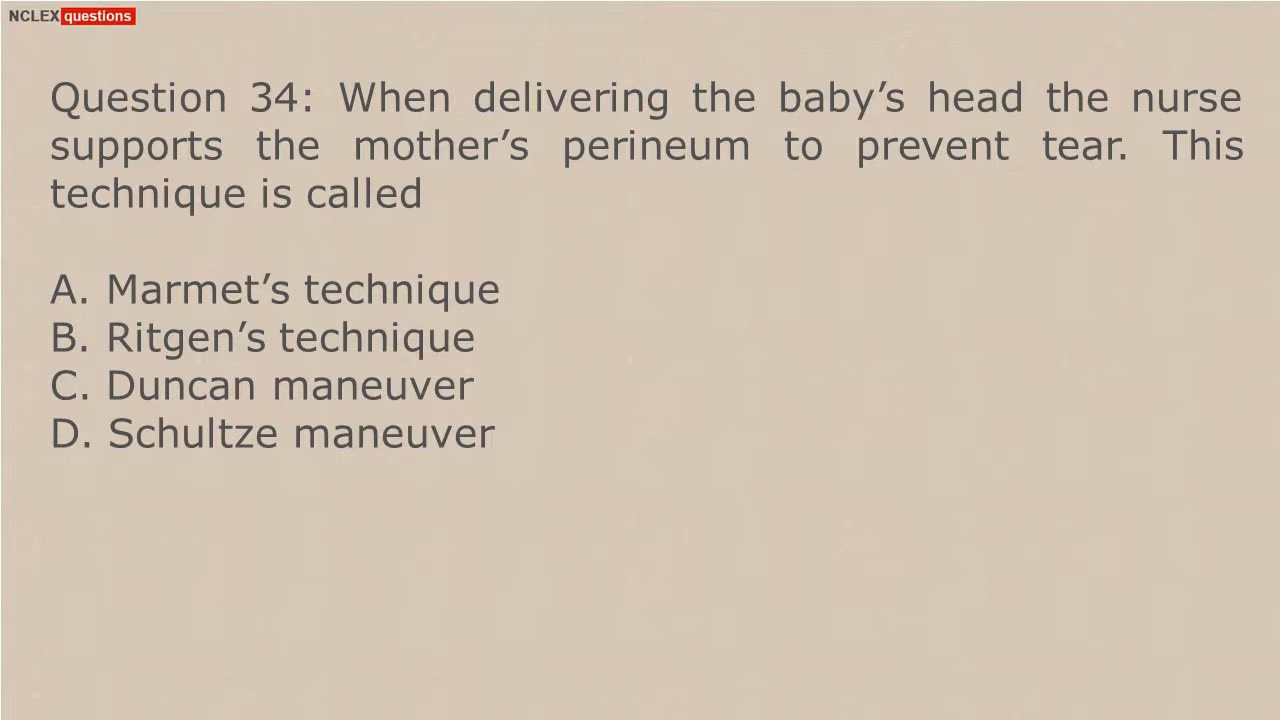 NCLEX questions
Question 34: When delivering the baby’s head the nurse
supports the mother’s perineum to prevent tear. This
technique is called
A. Marmet’s technique
B. Ritgen’s technique
C. Duncan maneuver
D. Schultze maneuver